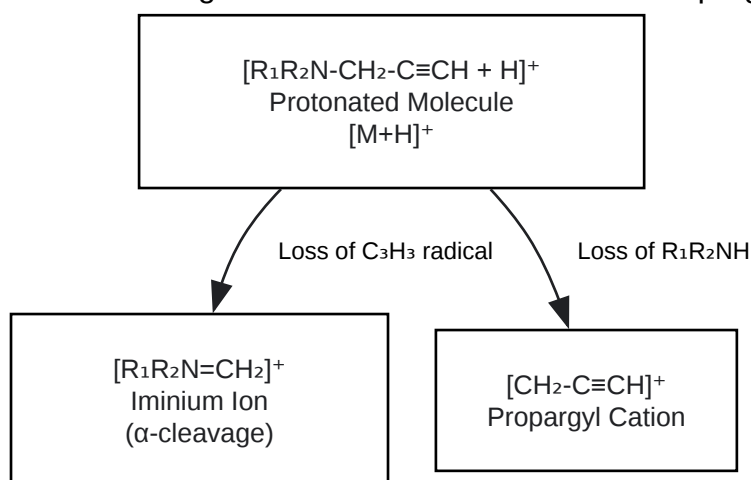 [R₁R₂N-CH₂-C≡CH + H]⁺
Protonated Molecule
[M+H]⁺
Loss of C₃H₃ radical
Loss of R₁R₂NH
[R₁R₂N=CH₂]⁺
Iminium Ion
(α-cleavage)
[CH₂-C≡CH]⁺
Propargyl Cation